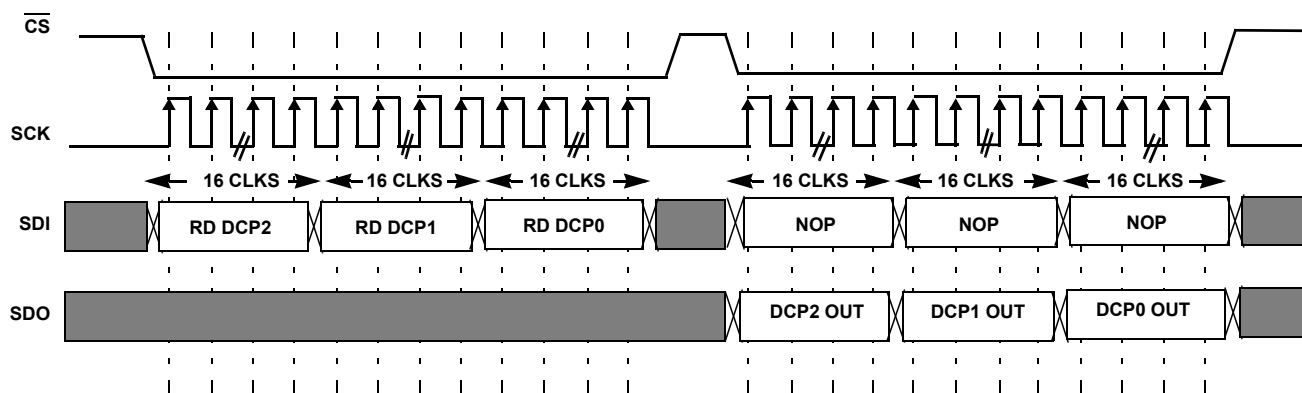 CS
SCK
16 CLKS 16 CLKS 16 CLKS 16 CLKS 16 CLKS 16 CLKS
SDI RD DCP2 RD DCP1 RD DCP0 NOP NOP NOP
SDO DCP2 OUT DCP1 OUT DCP0 OUT